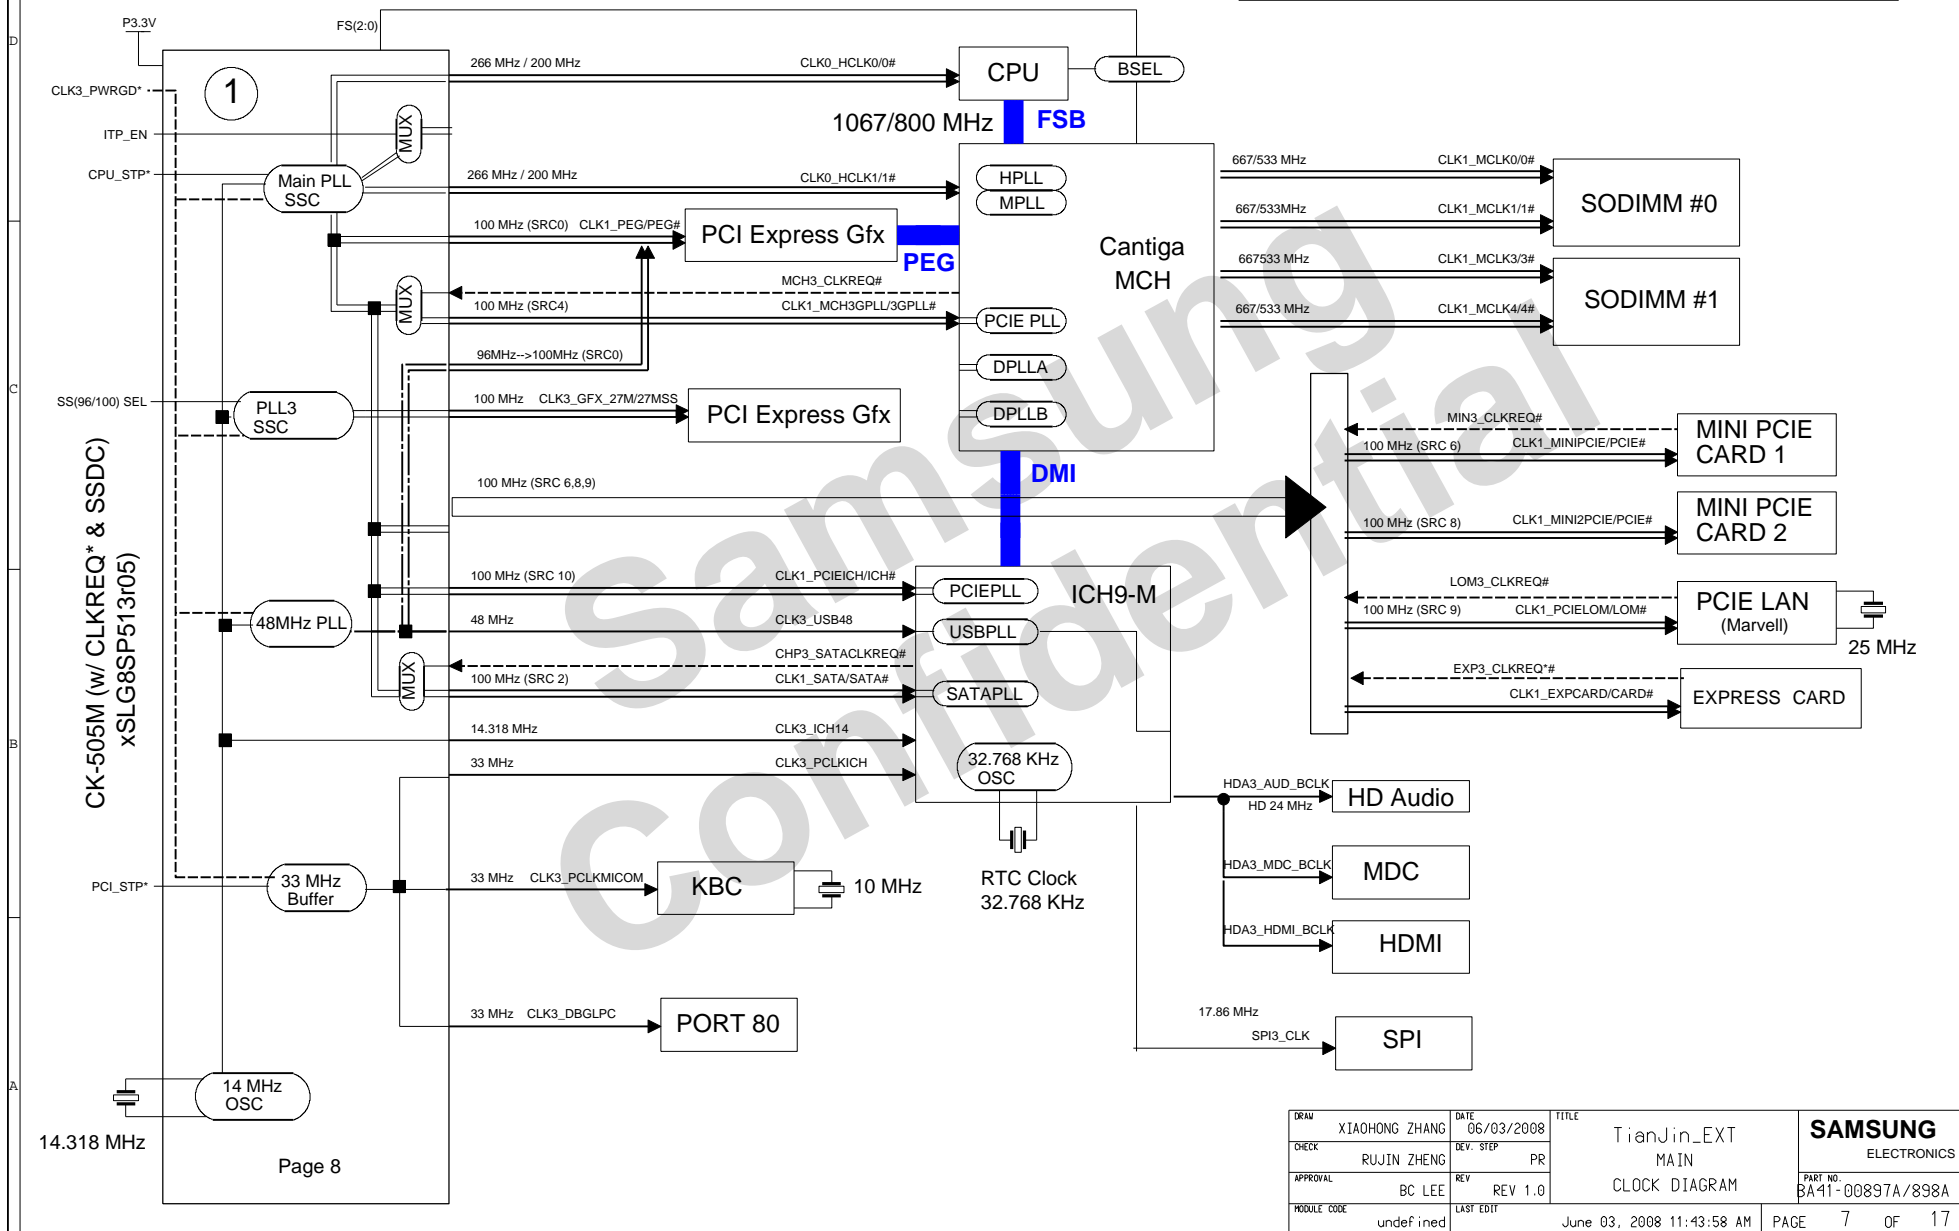 P3.3V
FS(2:0)
D
1
CLK3_PWRGD*
ITP_EN
CPU_STP*
MUX
Main PLL
SSC
266 MHz / 200 MHz
CLK0_HCLK0/0#
CPU
BSEL
1067/800 MHz
FSB
266 MHz / 200 MHz
CLK0_HCLK1/1#
HPLL
MPLL
100 MHz (SRC0)
CLK1_PEG/PEG#
PCI Express Gfx
PEG
Cantiga
MCH
MCH3_CLKREQ#
MUX
100 MHz (SRC4)
CLK1_MCH3GPLL/3GPLL#
PCIE PLL
96MHz-->100MHz (SRC0)
DPLLA
DPLLB
667/533 MHz
CLK1_MCLK0/0#
SODIMM #0
667/533MHz
CLK1_MCLK1/1#
667533 MHz
CLK1_MCLK3/3#
SODIMM #1
667/533 MHz
CLK1_MCLK4/4#
C
SS(96/100) SEL
PLL3
SSC
100 MHz
CLK3_GFX_27M/27MSS
PCI Express Gfx
CK-505M (w/ CLKREQ* & SSDC)
xSLG8SP513r05)
DMI
100 MHz (SRC 6,8,9)
MIN3_CLKREQ#
100 MHz (SRC 6)
CLK1_MINIPCIE/PCIE#
MINI PCIE
CARD 1
100 MHz (SRC 8)
CLK1_MINI2PCIE/PCIE#
MINI PCIE
CARD 2
LOM3_CLKREQ#
100 MHz (SRC 9)
CLK1_PCIELOM/LOM#
PCIE LAN
(Marvell)
25 MHz
EXP3_CLKREQ*#
CLK1_EXPCARD/CARD#
EXPRESS CARD
100 MHz (SRC 10)
CLK1_PCIEICH/ICH#
PCIEPLL
ICH9-M
48MHz PLL
48 MHz
CLK3_USB48
USBPLL
CHP3_SATACLKREQ#
MUX
100 MHz (SRC 2)
CLK1_SATA/SATA#
SATAPLL
B
14.318 MHz
CLK3_ICH14
33 MHz
CLK3_PCLKICH
32.768 KHz
OSC
RTC Clock
32.768 KHz
HDA3_AUD_BCLK
HD 24 MHz
HD Audio
HDA3_MDC_BCLK
MDC
HDA3_HDMI_BCLK
HDMI
PCI_STP*
33 MHz
Buffer
33 MHz
CLK3_PCLKMICOM
KBC
10 MHz
33 MHz
CLK3_DBGLPC
PORT 80
17.86 MHz
SPI3_CLK
SPI
A
14 MHz
OSC
14.318 MHz
Page 8
Samsung
Confidential
DRAW
XIAOHONG ZHANG
DATE
06/03/2008
TITLE
TianJin_EXT
MAIN
CLOCK DIAGRAM
SAMSUNG
ELECTRONICS
CHECK
RUJIN ZHENG
DEV. STEP
PR
APPROVAL
BC LEE
REV
REV 1.0
PART NO.
BA41-00897A/898A
MODULE CODE
undefined
LAST EDIT
June 03, 2008 11:43:58 AM
PAGE 7 OF 17